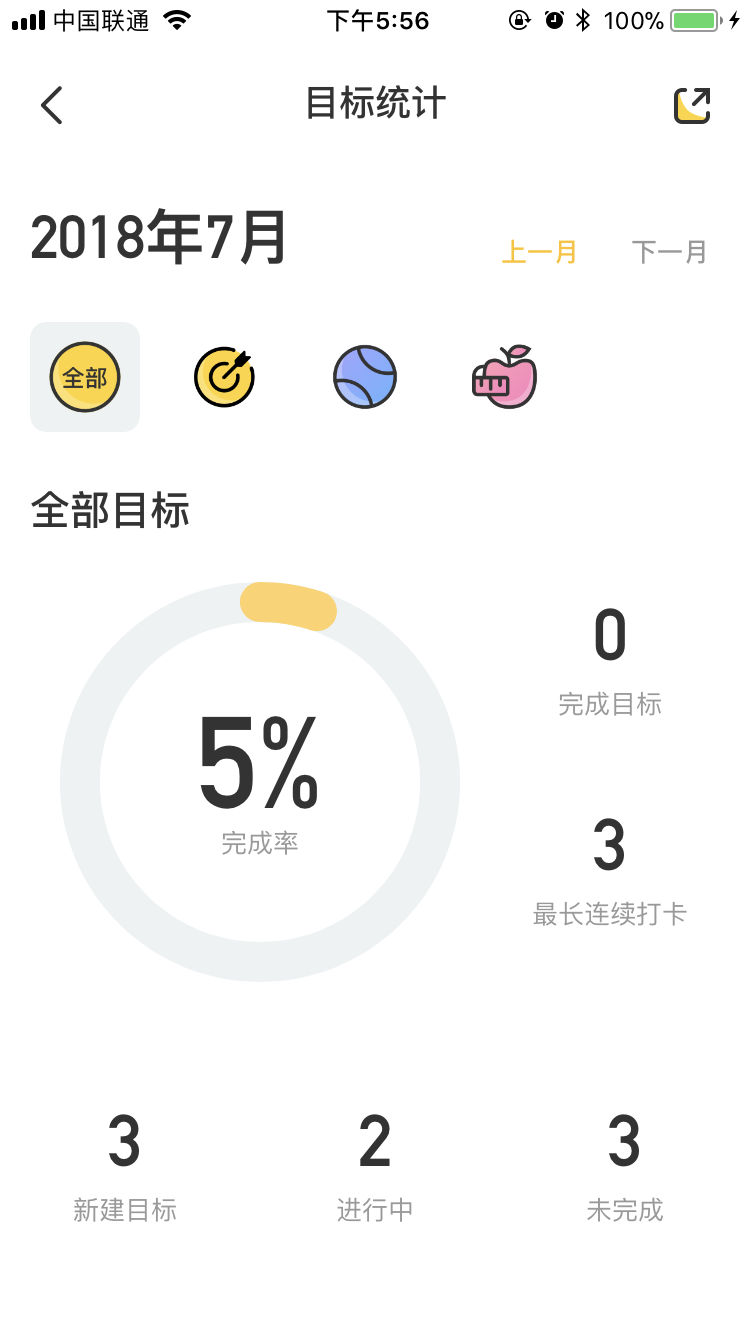 中国联通 下午5:56 100%
目标统计
2018年7月
上一月 下一月
全部
全部目标
0
完成目标
5%
完成率
3
最长连续打卡
3 2 3
新建目标 进行中 未完成